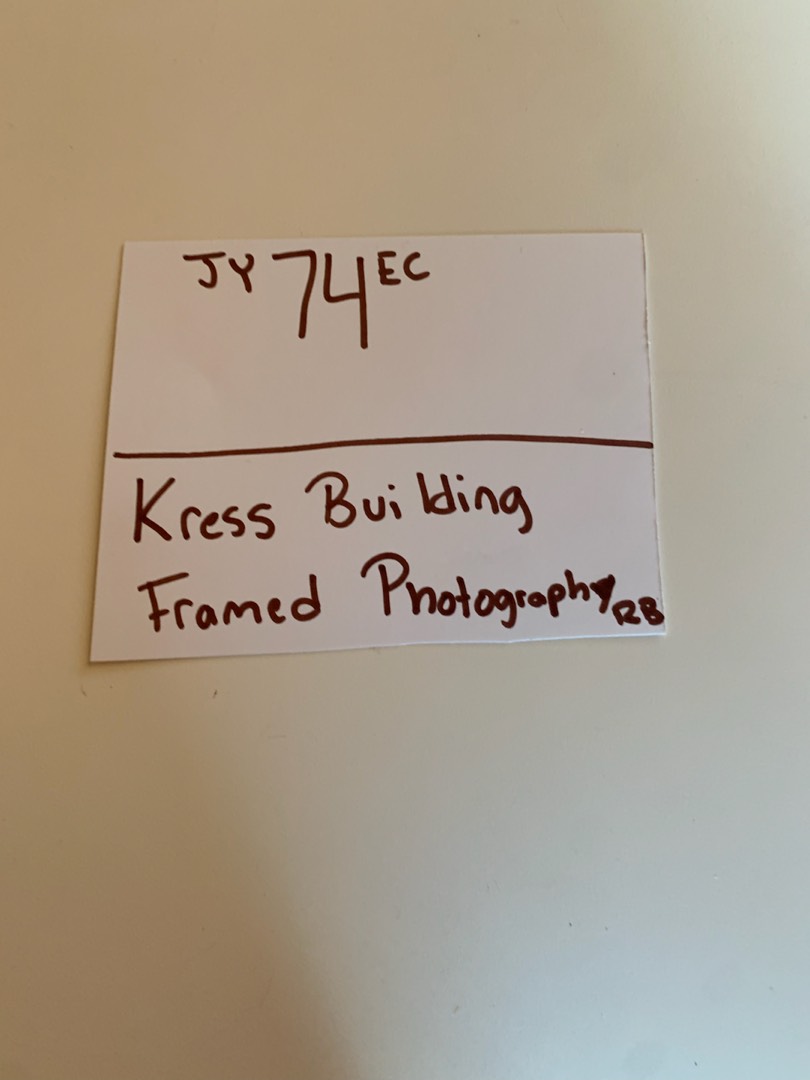 JY 74 EC
Kress Building
Framed Photography RB